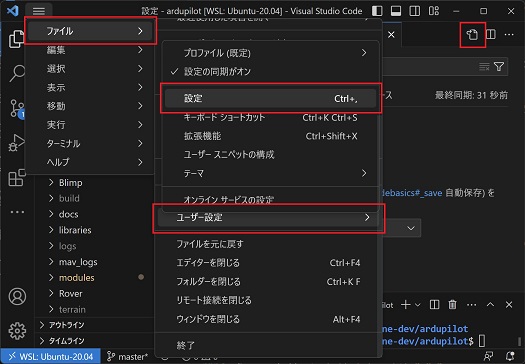 設定 - ardupilot [WSL: Ubuntu-20.04] - Visual Studio Code
ファイル
編集
選択
表示
移動
実行
ターミナル
ヘルプ
プロファイル (既定)
設定の同期がオン
設定 Ctrl+,
キーボード ショートカット Ctrl+K Ctrl+S
拡張機能 Ctrl+Shift+X
ユーザー スニペットの構成
テーマ
オンライン サービスの設定
ユーザー設定
ファイルを元に戻す
エディターを閉じる Ctrl+F4
フォルダーを閉じる Ctrl+K F
リモート接続を閉じる
ウィンドウを閉じる Alt+F4
終了
最終同期: 31 秒前
debasics#_save 自動保存) を
Blimp
build
docs
libraries
logs
mav_logs
modules
Rover
terrain
アウトライン
タイムライン
ardupilot
ne-dev/ardupilot
ne-dev/ardupilot$
WSL: Ubuntu-20.04
master*